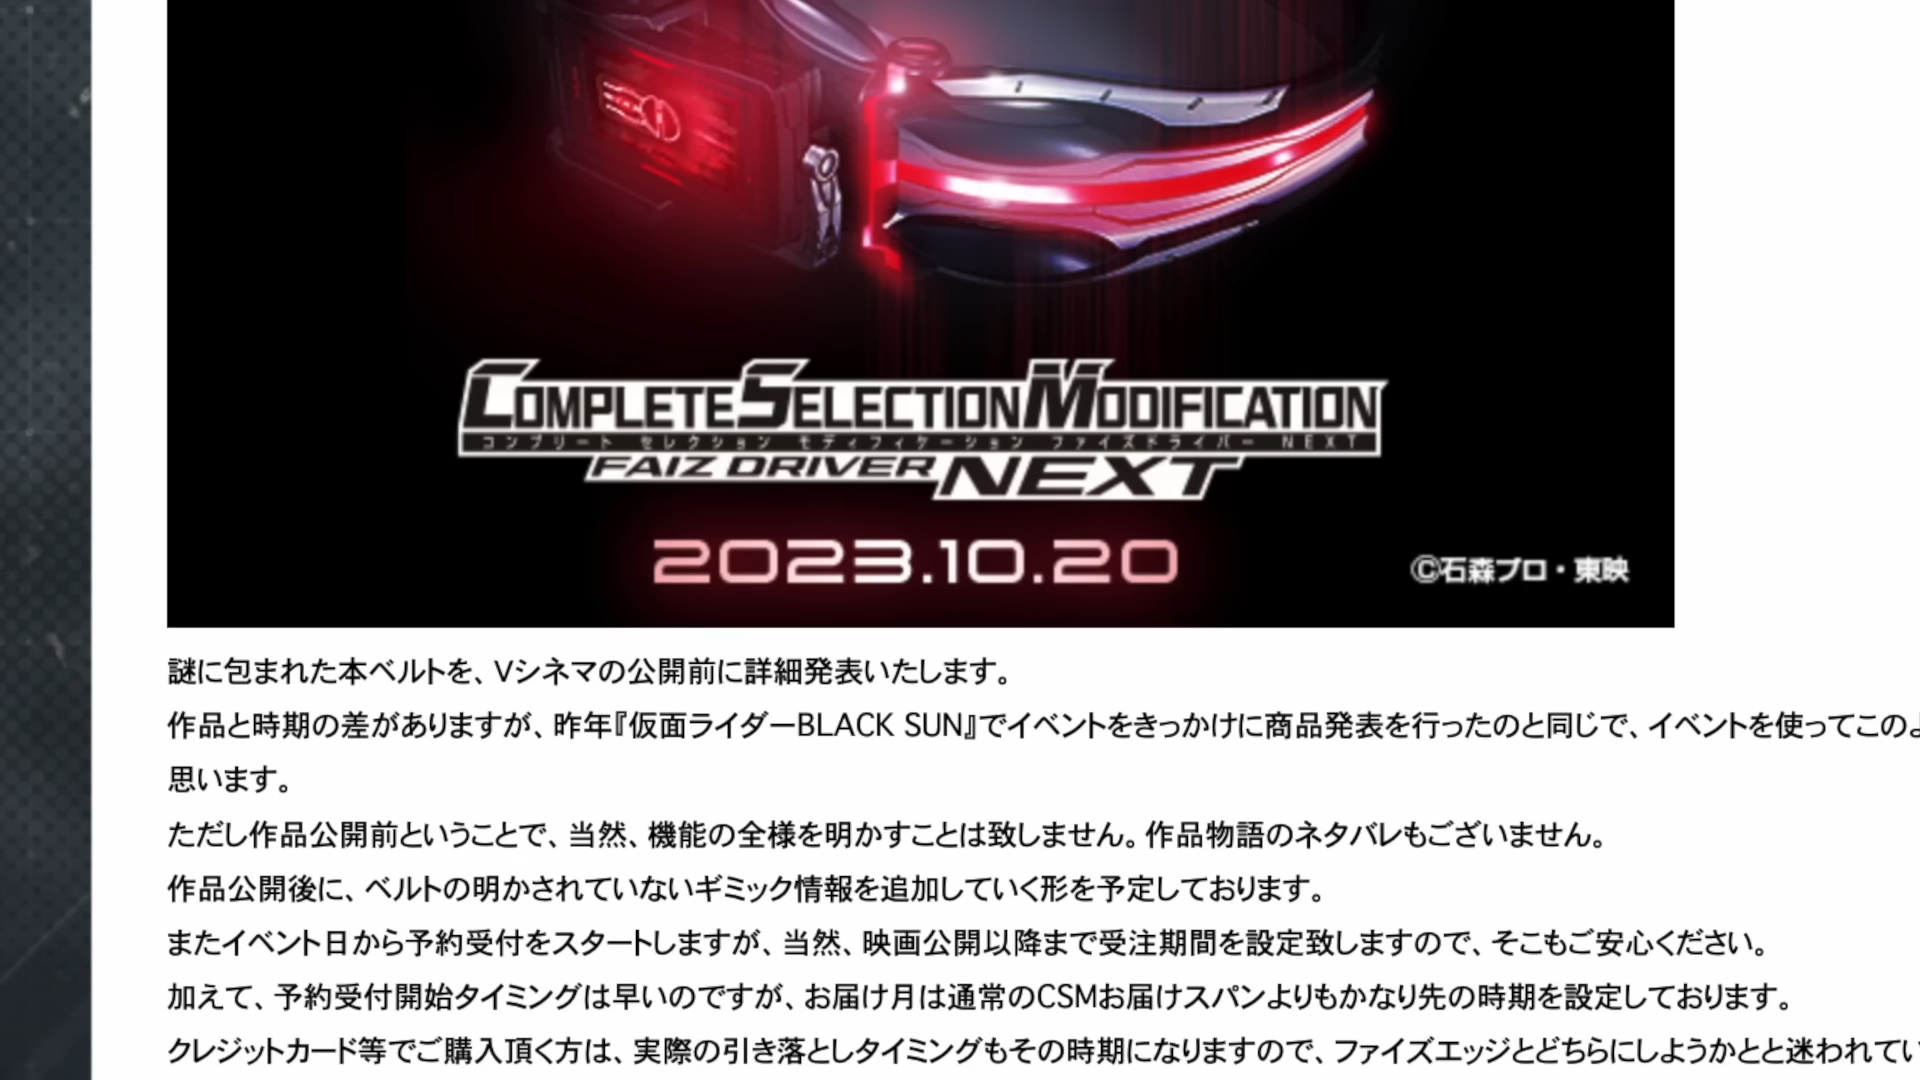 COMPLETE SELECTION MODIFICATION
コンプリート セレクション モディフィケーション ファイズドライバー NEXT
FAIZ DRIVER NEXT
2023.10.20
©石森プロ・東映
謎に包まれた本ベルトを、Vシネマの公開前に詳細発表いたします。
作品と時期の差がありますが、昨年『仮面ライダーBLACK SUN』でイベントをきっかけに商品発表を行ったのと同じで、イベントを使ってこのよ
思います。
ただし作品公開前ということで、当然、機能の全様を明かすことは致しません。作品物語のネタバレもございません。
作品公開後に、ベルトの明かされていないギミック情報を追加していく形を予定しております。
またイベント日から予約受付をスタートしますが、当然、映画公開以降まで受注期間を設定致しますので、そこもご安心ください。
加えて、予約受付開始タイミングは早いのですが、お届け月は通常のCSMお届けスパンよりもかなり先の時期を設定しております。
クレジットカード等でご購入頂く方は、実際の引き落としタイミングもその時期になりますので、ファイズエッジとどちらにしようかとと迷われてい